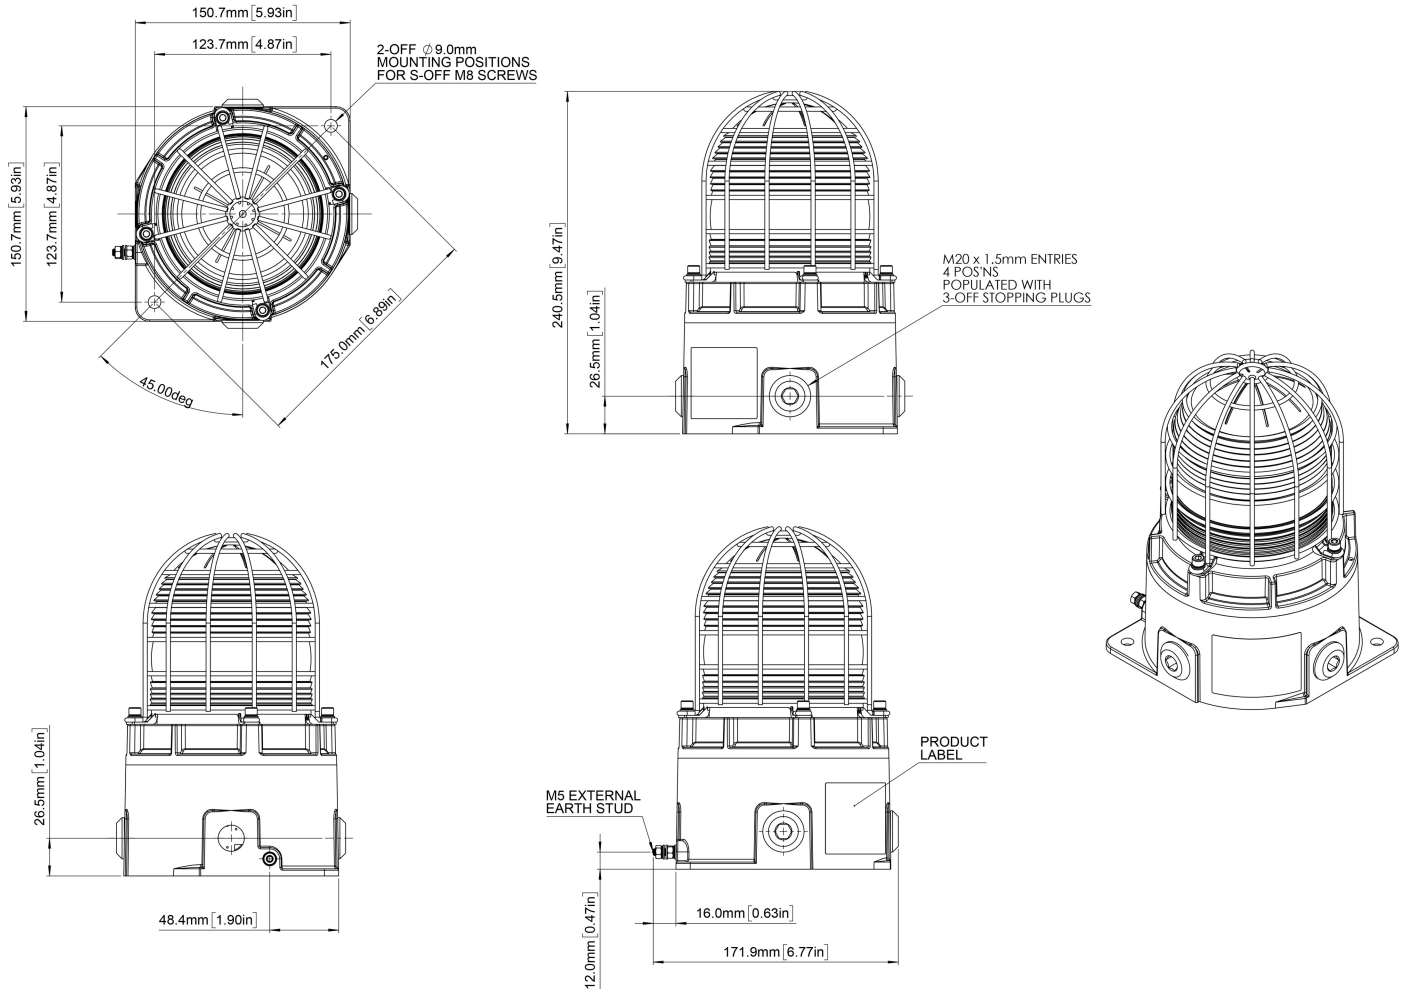 150.7mm [5.93in]
123.7mm [4.87in]
2-OFF ∅ 9.0mm
MOUNTING POSITIONS
FOR S-OFF M8 SCREWS
150.7mm [5.93in]
123.7mm [4.87in]
175.0mm [6.89in]
45.00deg
240.5mm [9.47in]
26.5mm [1.04in]
M20 x 1.5mm ENTRIES
4 POS'NS
POPULATED WITH
3-OFF STOPPING PLUGS
26.5mm [1.04in]
48.4mm [1.90in]
M5 EXTERNAL
EARTH STUD
PRODUCT
LABEL
12.0mm [0.47in]
16.0mm [0.63in]
171.9mm [6.77in]